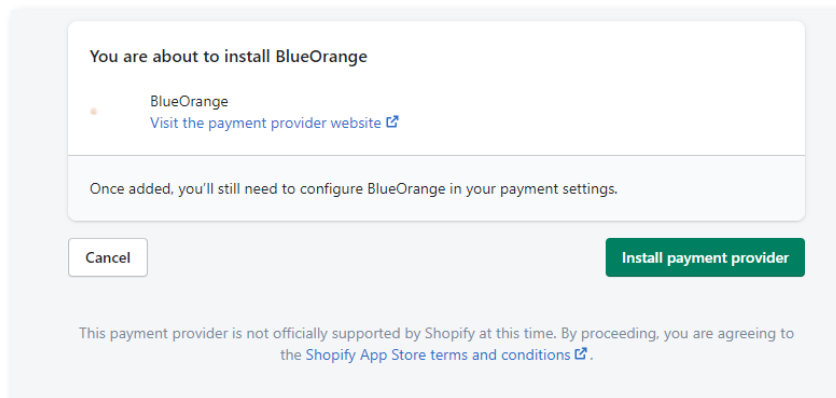 You are about to install BlueOrange
BlueOrange
Visit the payment provider website
Once added, you'll still need to configure BlueOrange in your payment settings.
Cancel
Install payment provider
This payment provider is not officially supported by Shopify at this time. By proceeding, you are agreeing to
the Shopify App Store terms and conditions .